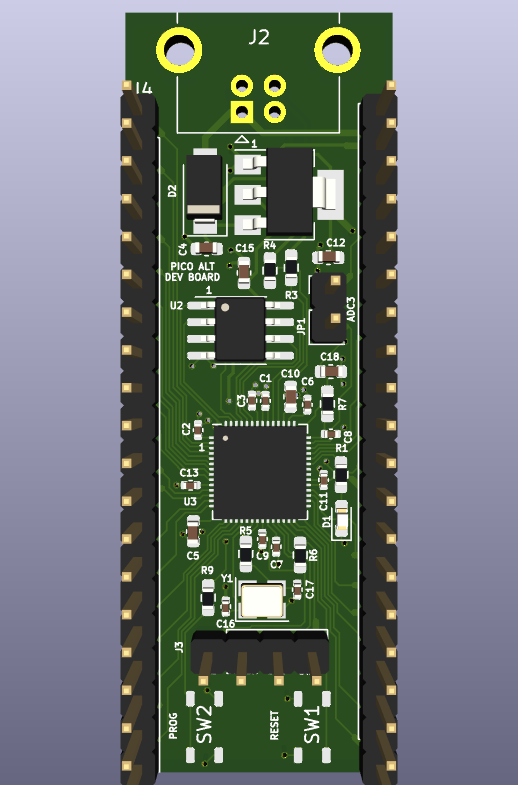 J2
J4
1
D2
C4
C15
R4
C12
PICO ALT
DEV BOARD
R3
1
U2
JP1
ADC3
C18
C1
C10
C6
C3
R7
C2
C8
1
R1
C13
C11
U3
D1
R5
C5
C9
C7
R6
R9
Y1
C17
C16
J3
PROG
SW2
RESET
SW1